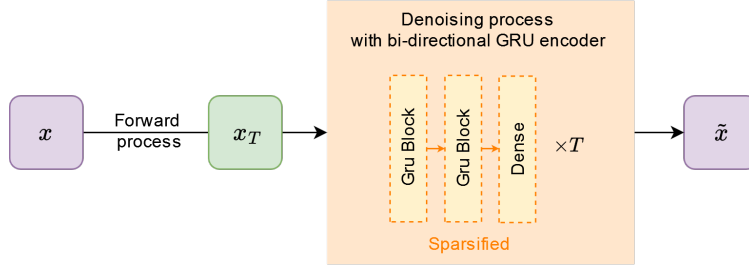 Denoising process
with bi-directional GRU encoder
x
Forward
process
x_T
Gru Block
Gru Block
Dense
×T
x̃
Sparsified